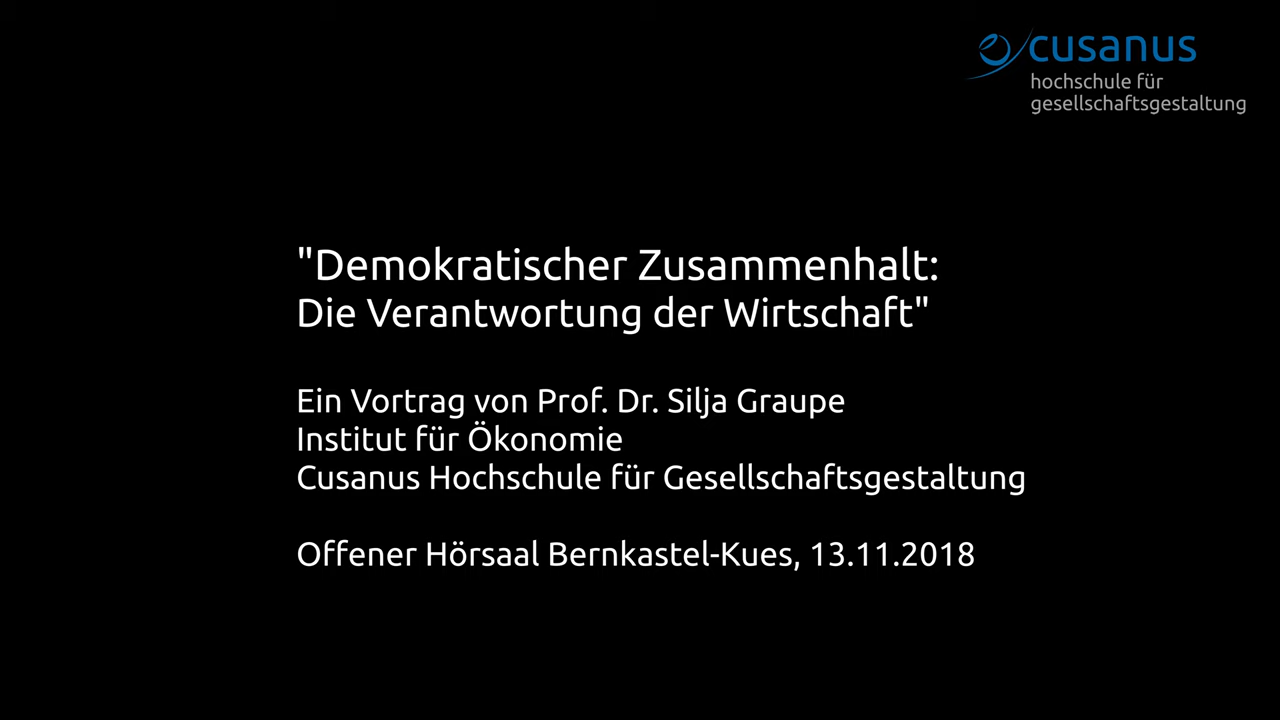 cusanus
hochschule für
gesellschaftsgestaltung
"Demokratischer Zusammenhalt:
Die Verantwortung der Wirtschaft"
Ein Vortrag von Prof. Dr. Silja Graupe
Institut für Ökonomie
Cusanus Hochschule für Gesellschaftsgestaltung
Offener Hörsaal Bernkastel-Kues, 13.11.2018